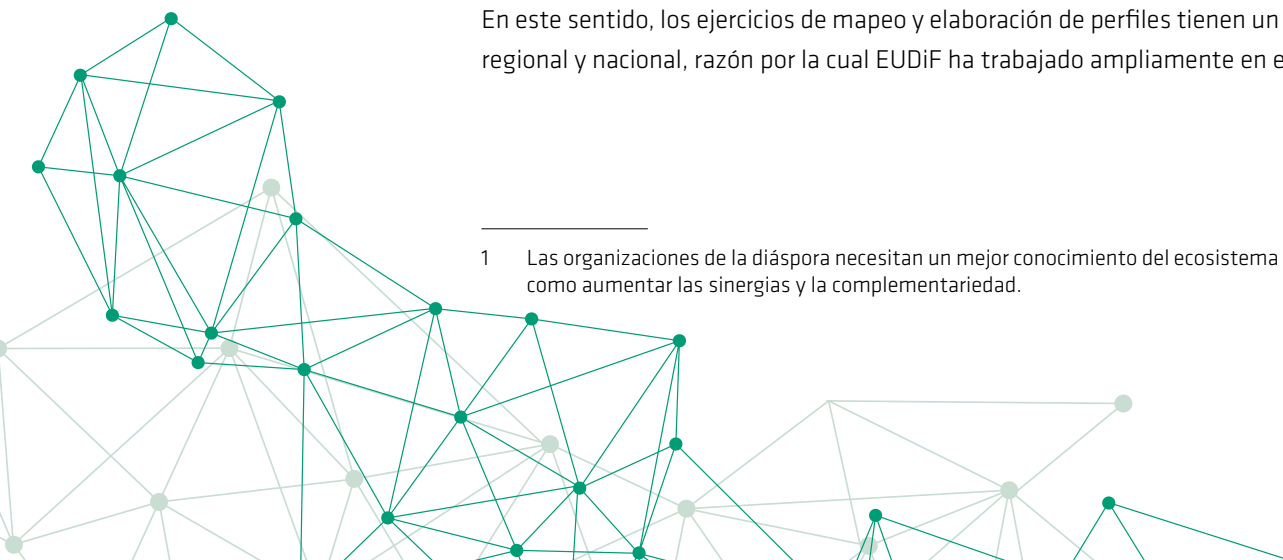 En este sentido, los ejercicios de mapeo y elaboración de perfiles tienen un
regional y nacional, razón por la cual EUDiF ha trabajado ampliamente en e
1 Las organizaciones de la diáspora necesitan un mejor conocimiento del ecosistema
como aumentar las sinergias y la complementariedad.